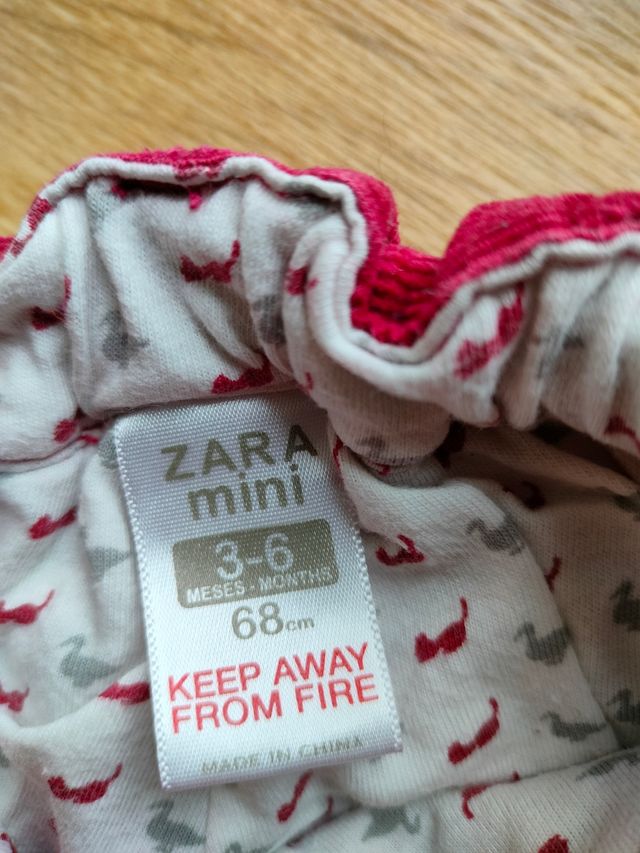 ZARA
mini
3-6
MESES - MONTHS
68cm
KEEP AWAY
FROM FIRE
MADE IN CHINA